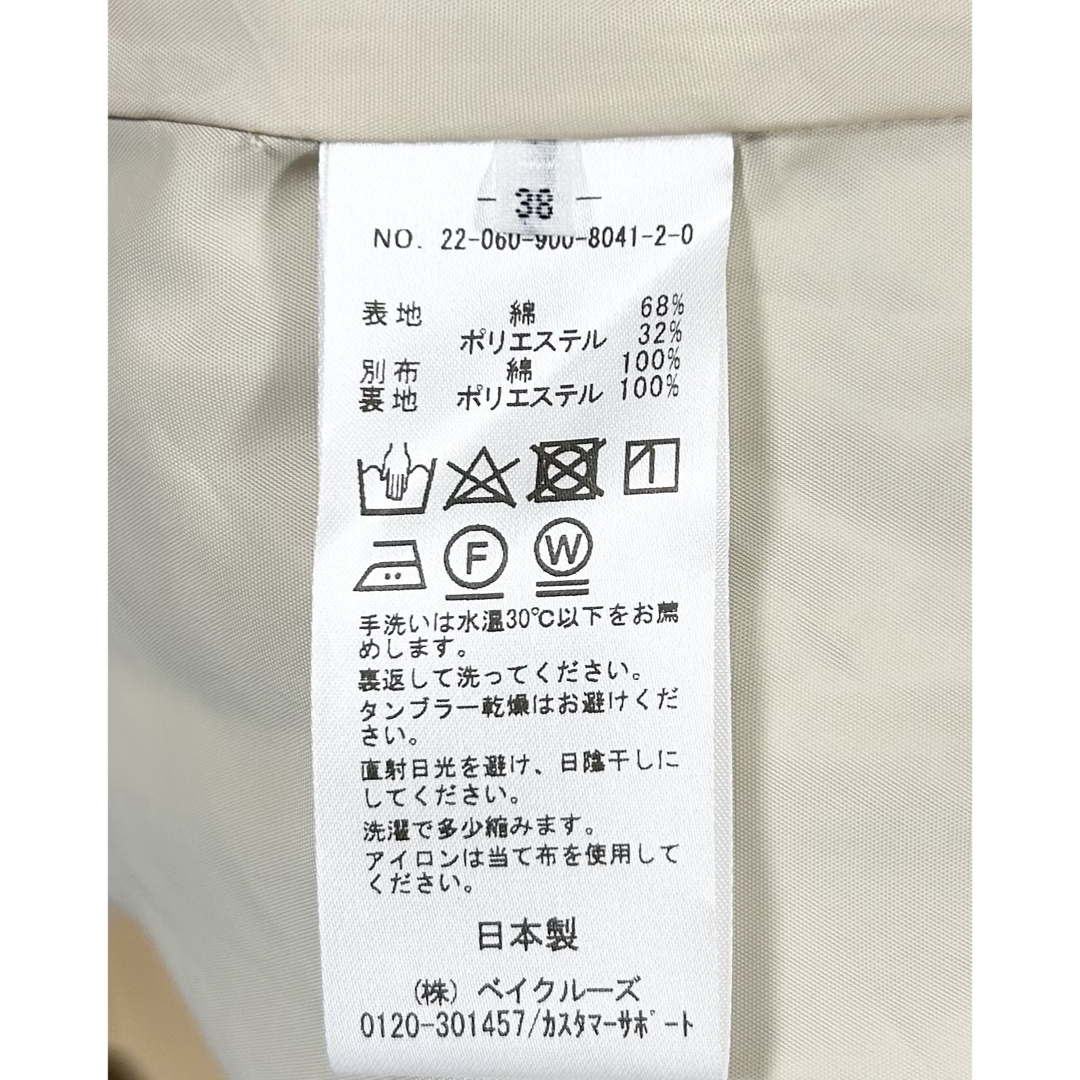 - 38 -
NO. 22-060-900-8041-2-0
表地 綿 68%
ポリエステル 32%
別布 綿 100%
裏地 ポリエステル 100%
F W
手洗いは水温30℃以下をお薦
めします。
裏返して洗ってください。
タンブラー乾燥はお避けくだ
さい。
直射日光を避け、日陰干しに
してください。
洗濯で多少縮みます。
アイロンは当て布を使用して
ください。
日本製
(株) ベイクルーズ
0120-301457/ｶｽﾀﾏｰｻﾎﾟｰﾄ